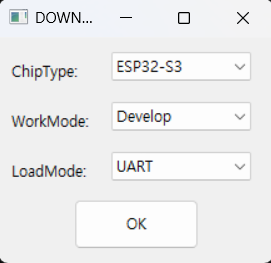 DOWN...
ChipType: ESP32-S3
WorkMode: Develop
LoadMode: UART
OK